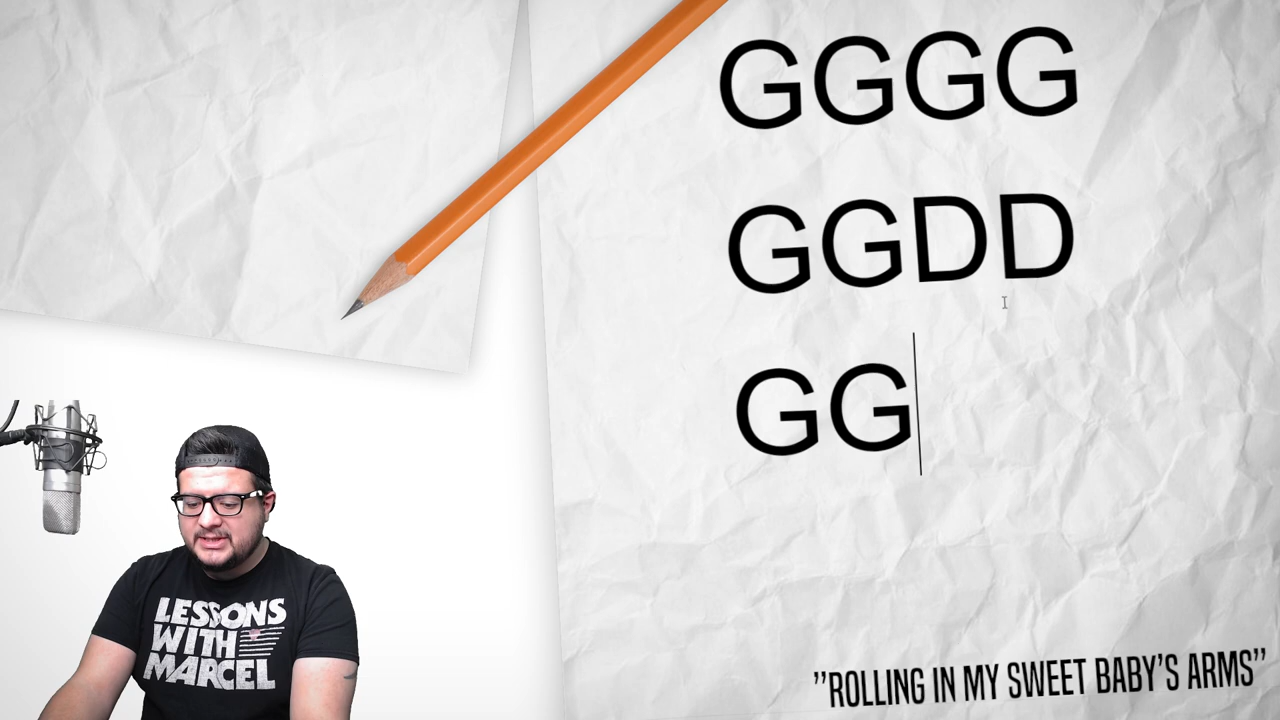 GGGG
GGDD
GG
LESSONS
WITH
MARCEL
"ROLLING IN MY SWEET BABY'S ARMS"